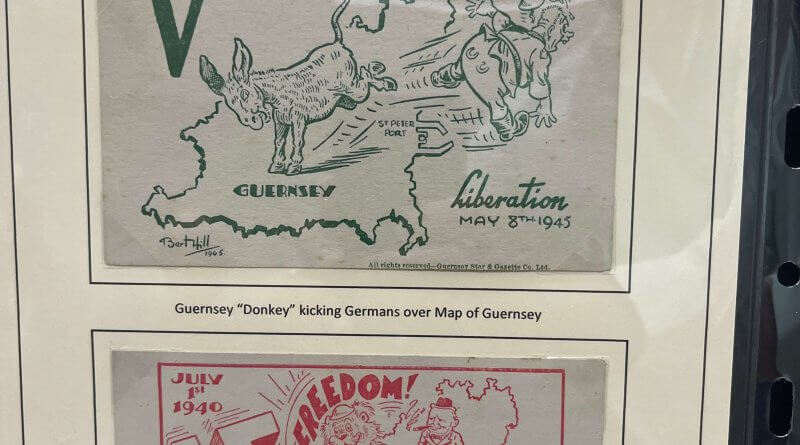 V
ST PETER
PORT
GUERNSEY
Liberation
MAY 8TH 1945
Bert Hill
1945
All rights reserved—Guernsey Star & Gazette Co. Ltd.
Guernsey “Donkey” kicking Germans over Map of Guernsey
JULY
1ST
1940
FREEDOM!